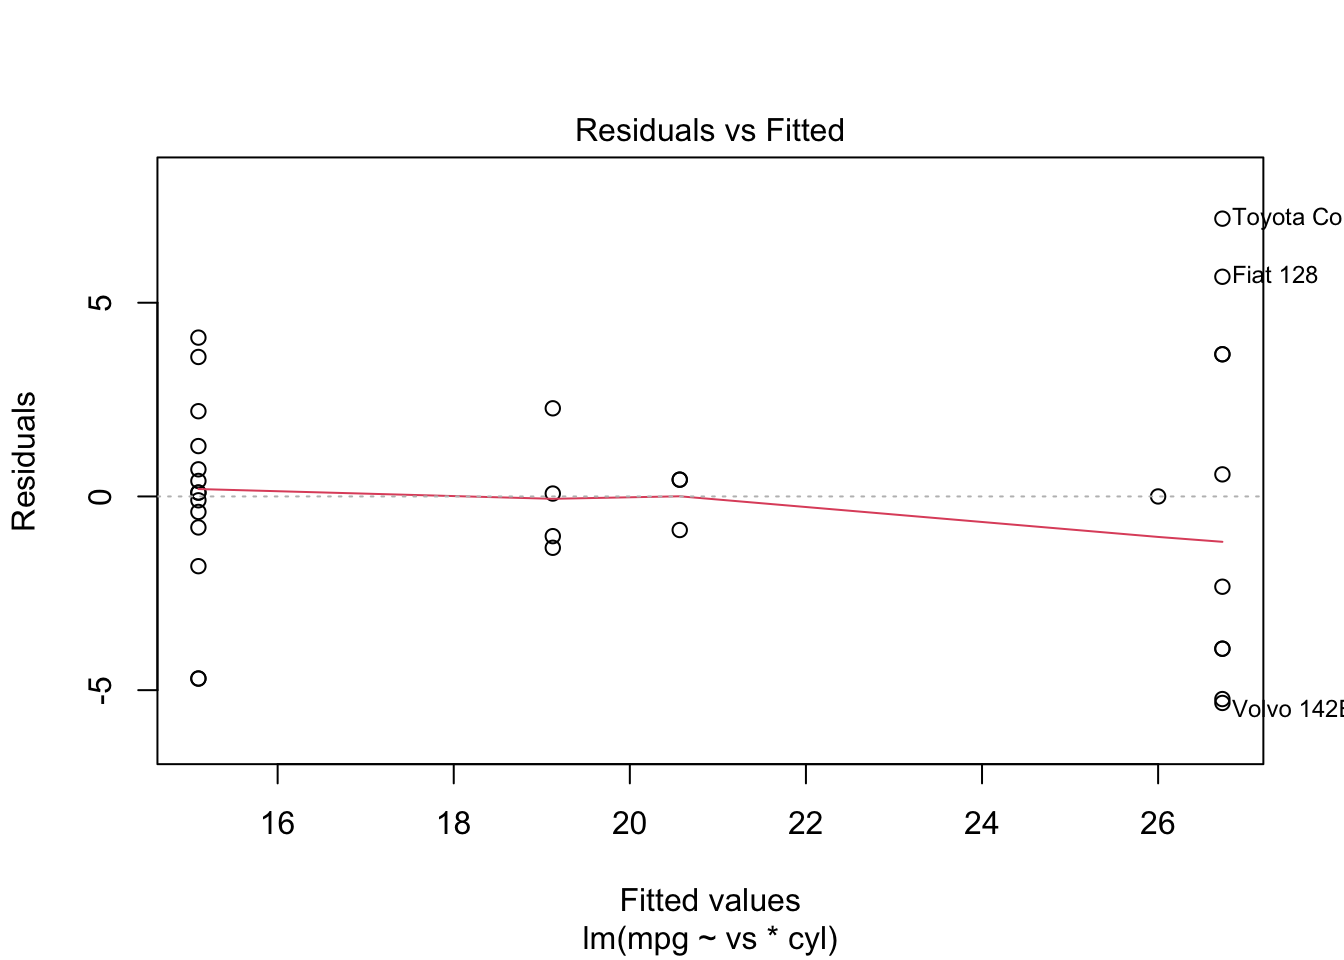 Residuals vs Fitted
Toyota Co
Fiat 128
5
0
-5
Residuals
Volvo 142E
16 18 20 22 24 26
Fitted values
lm(mpg ~ vs * cyl)